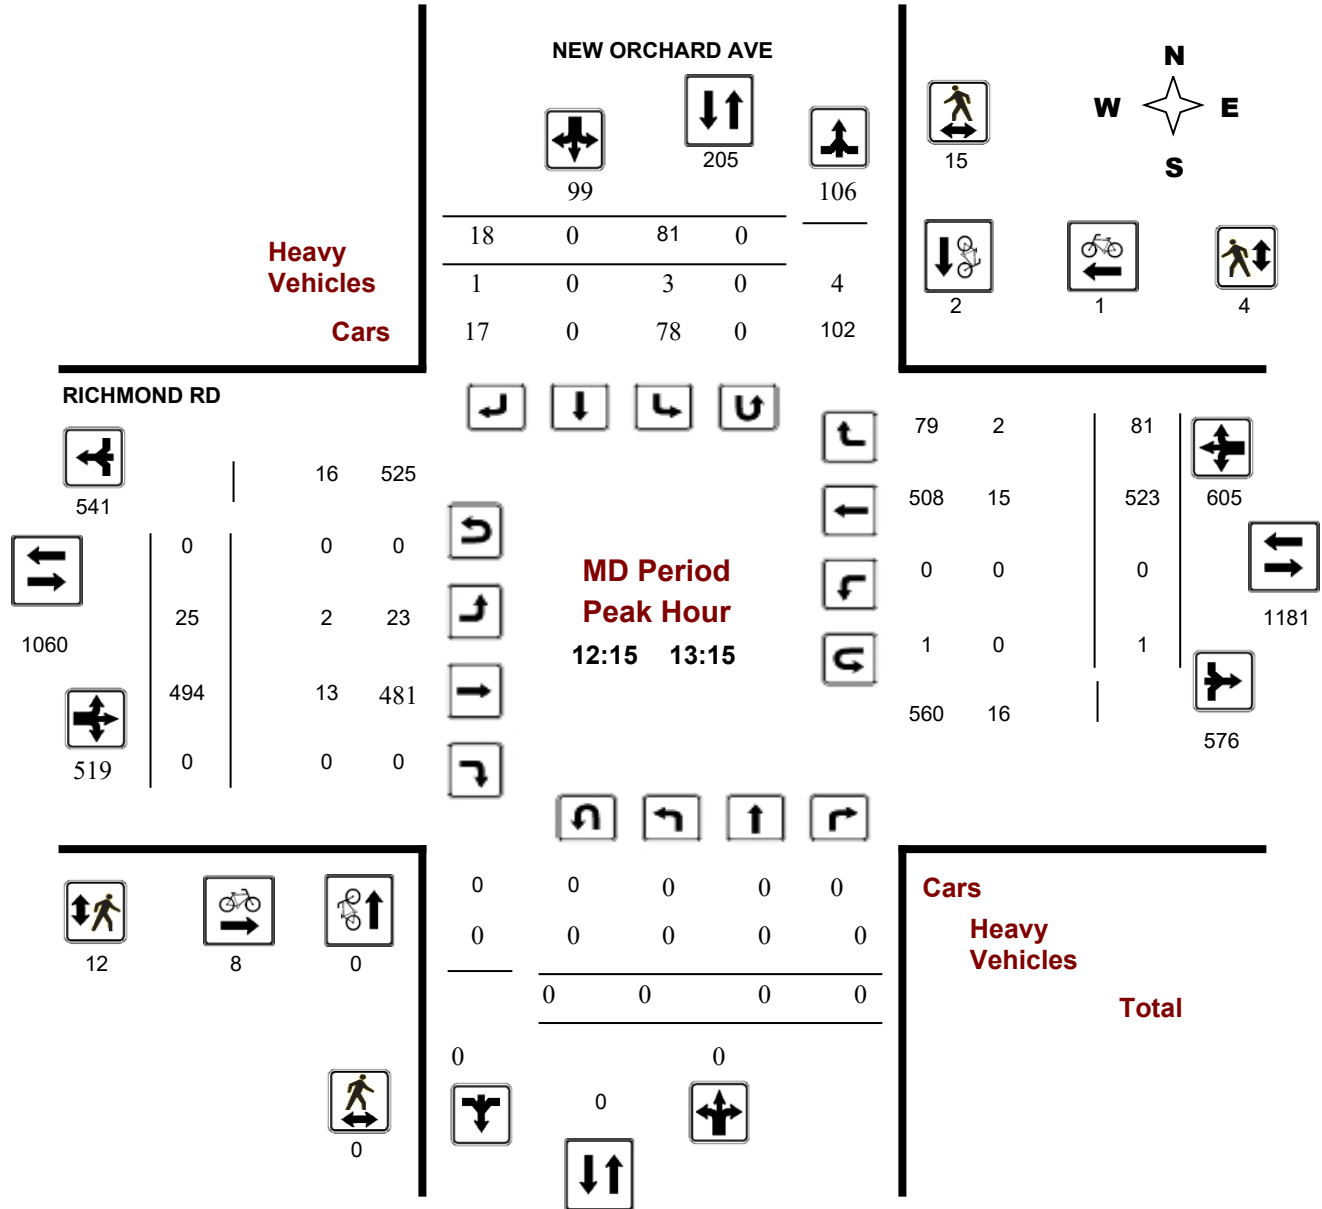 NEW ORCHARD AVE
N
W E
S
205
15
99
106
18 0 81 0
Heavy
Vehicles
1 0 3 0 4
2 1 4
Cars
17 0 78 0 102
RICHMOND RD
79 2 81
16 525
541
508 15 523 605
0 0 0
MD Period
0 0 0
Peak Hour
25 2 23
1181
1060
12:15 13:15
1 0 1
494 13 481
560 16
576
519 0 0 0
0 0 0 0 0
Cars
0 0 0 0 0
Heavy
Vehicles
12 8 0
0 0 0 0
Total
0 0
0
0